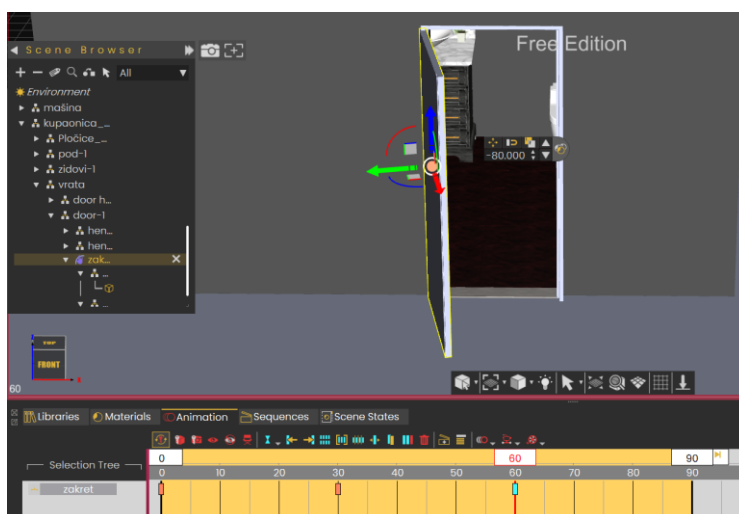 Scene Browser
Free Edition
All
Environment
mašina
kupaonica_...
Pločice_...
pod-1
zidovi-1
vrata
door h...
door-1
hen...
hen...
zak...
...
...
-80.000
TOP
FRONT
60
Libraries Materials Animation Sequences Scene States
Selection Tree
0 60 90
0 10 20 30 40 50 60 70 80 90
zakret